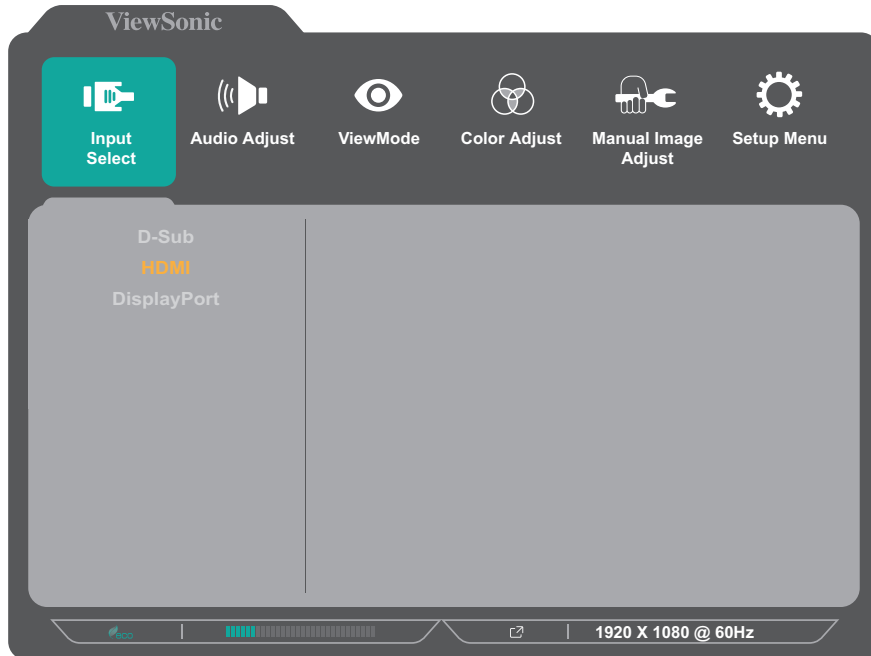 ViewSonic
Input
Select
Audio Adjust
ViewMode
Color Adjust
Manual Image
Adjust
Setup Menu
D-Sub
HDMI
DisplayPort
eco
1920 X 1080 @ 60Hz